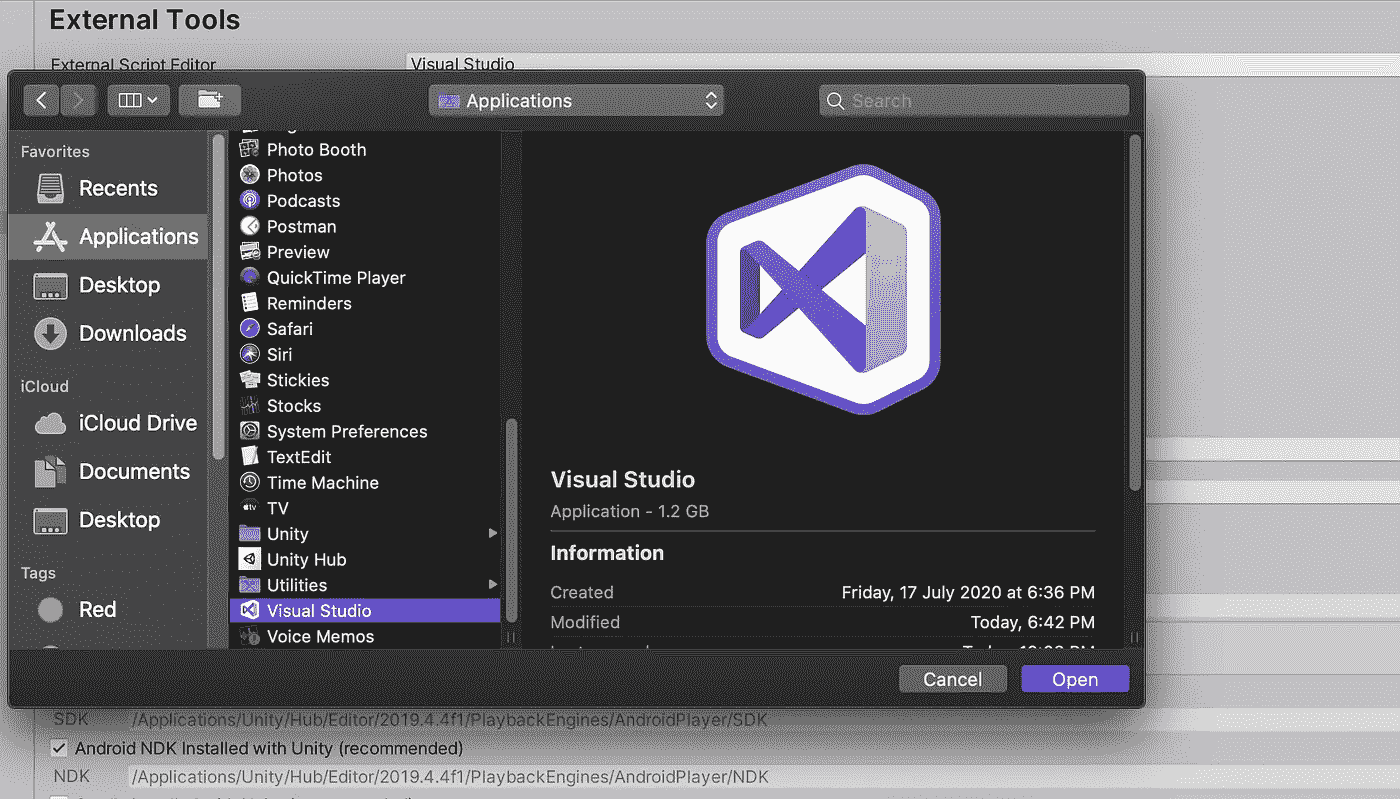 External Tools
External Script Editor
Visual Studio
Applications
Search
Favorites
Recents
Applications
Desktop
Downloads
iCloud
iCloud Drive
Documents
Desktop
Tags
Red
Photo Booth
Photos
Podcasts
Postman
Preview
QuickTime Player
Reminders
Safari
Siri
Stickies
Stocks
System Preferences
TextEdit
Time Machine
TV
Unity
Unity Hub
Utilities
Visual Studio
Voice Memos
Visual Studio
Application - 1.2 GB
Information
Created Friday, 17 July 2020 at 6:36 PM
Modified Today, 6:42 PM
Cancel
Open
SDK /Applications/Unity/Hub/Editor/2019.4.4f1/PlaybackEngines/AndroidPlayer/SDK
Android NDK Installed with Unity (recommended)
NDK /Applications/Unity/Hub/Editor/2019.4.4f1/PlaybackEngines/AndroidPlayer/NDK